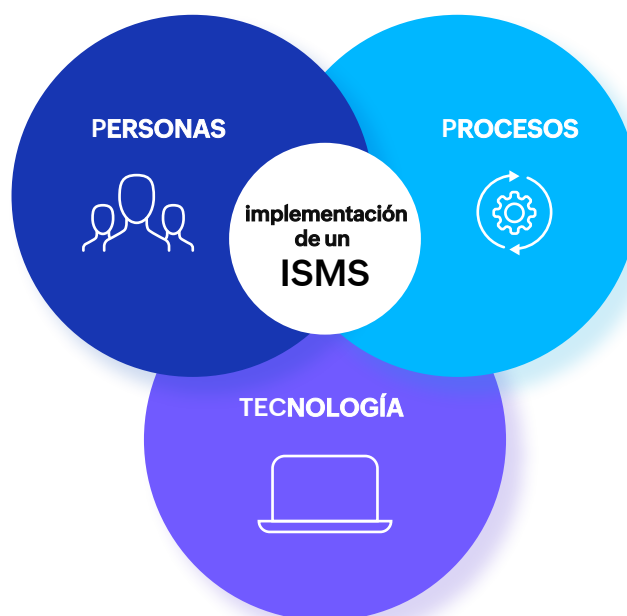 PERSONAS
PROCESOS
implementación
de un
ISMS
TECNOLOGÍA